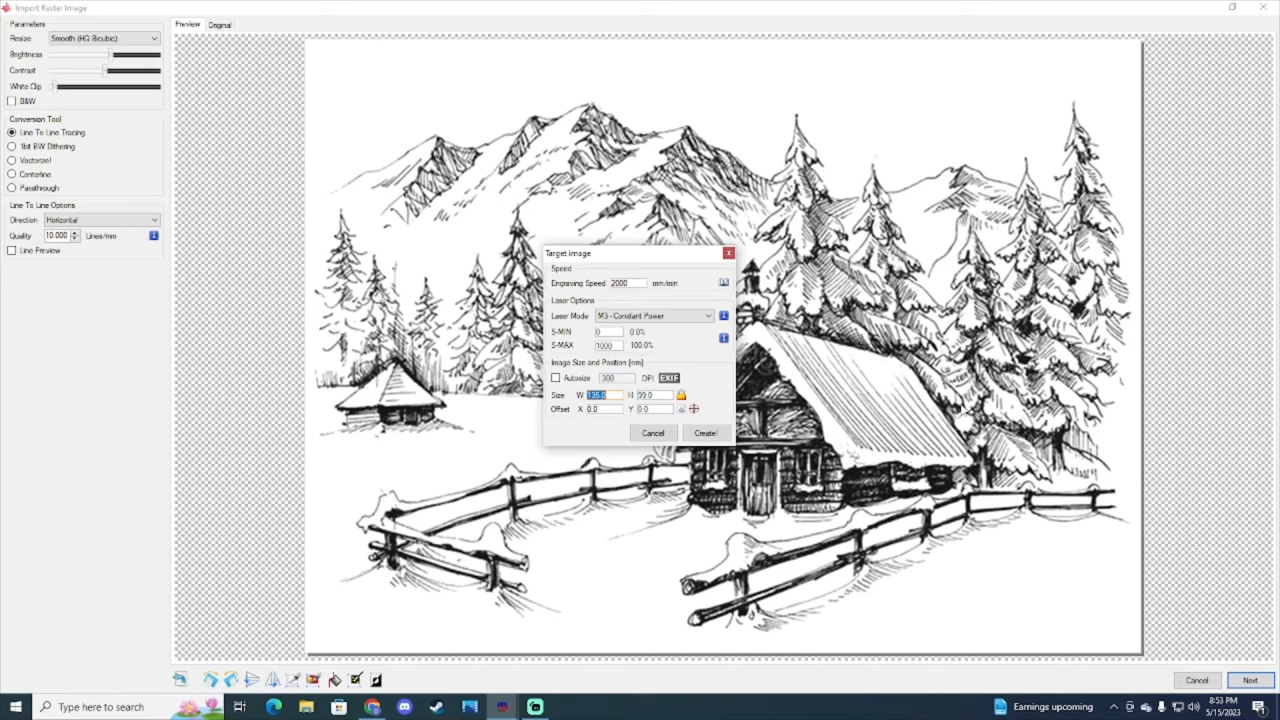 Import Raster Image
Parameters
Resize Smooth (HQ Bicubic)
Brightness
Contrast
White Clip
B&W
Conversion Tool
Line To Line Tracing
1bit BW Dithering
Vectorize!
Centerline
Passthrough
Line To Line Options
Direction Horizontal
Quality 10.000 Lines/mm
Line Preview
Preview Original
Target image
Speed
Engraving Speed 2000 mm/min
Laser Options
Laser Mode M3 - Constant Power
S-MIN 0 0.0%
S-MAX 1000 100.0%
Image Size and Position [mm]
Autosize 300 DPI EXIF
Size W 135.0 H 99.0
Offset X 0.0 Y 0.0
Cancel Create!
Cancel Next
Type here to search
Earnings upcoming
8:53 PM
5/15/2023